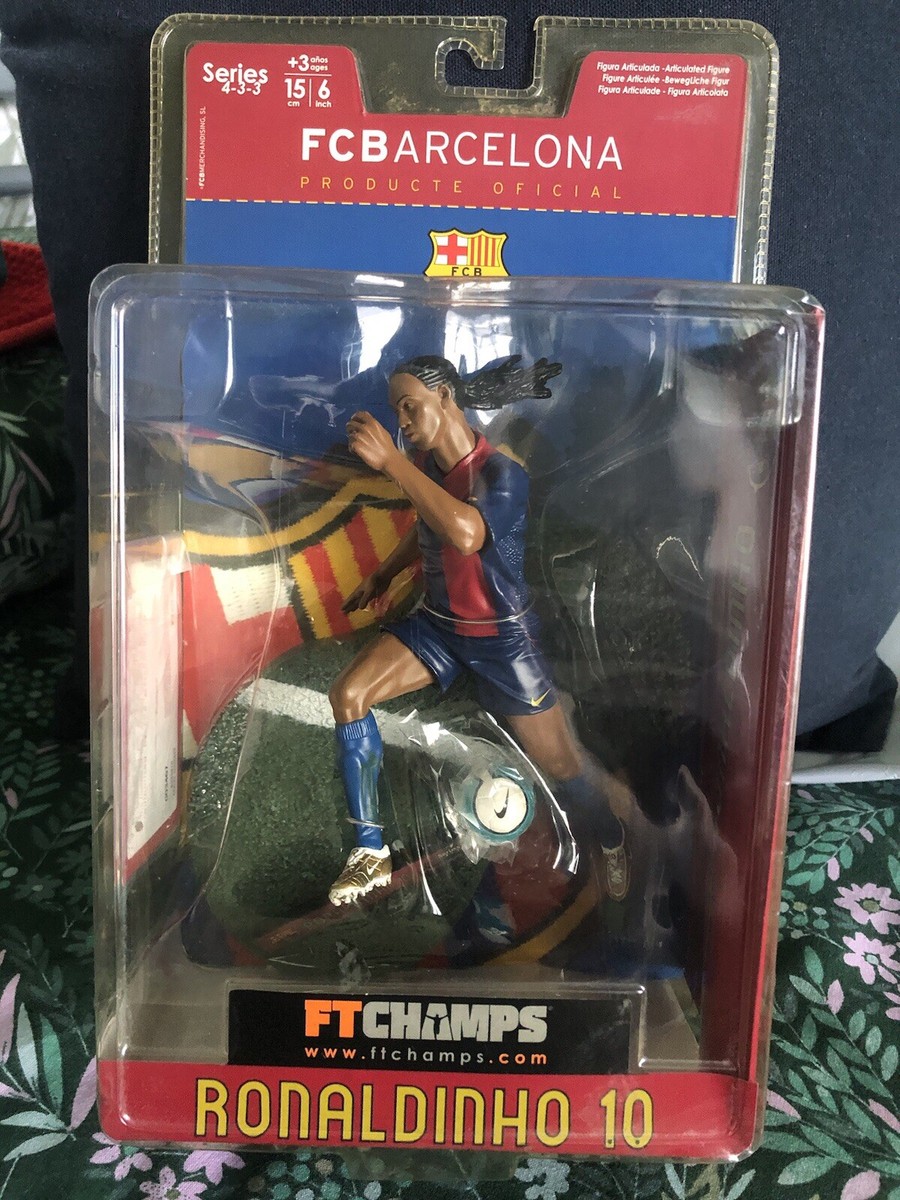 Series
4-3-3
+3 años
ages
15 cm
6 inch
Figura Articulada - Articulated Figure
Figure Articulée - BewegLiche Figur
Figura Articulade - Figura Articolata
•FCBMERCHANDISING, SL
FCBARCELONA
PRODUCTE OFICIAL
FCB
FTCHAMPS
www.ftchamps.com
RONALDINHO 10